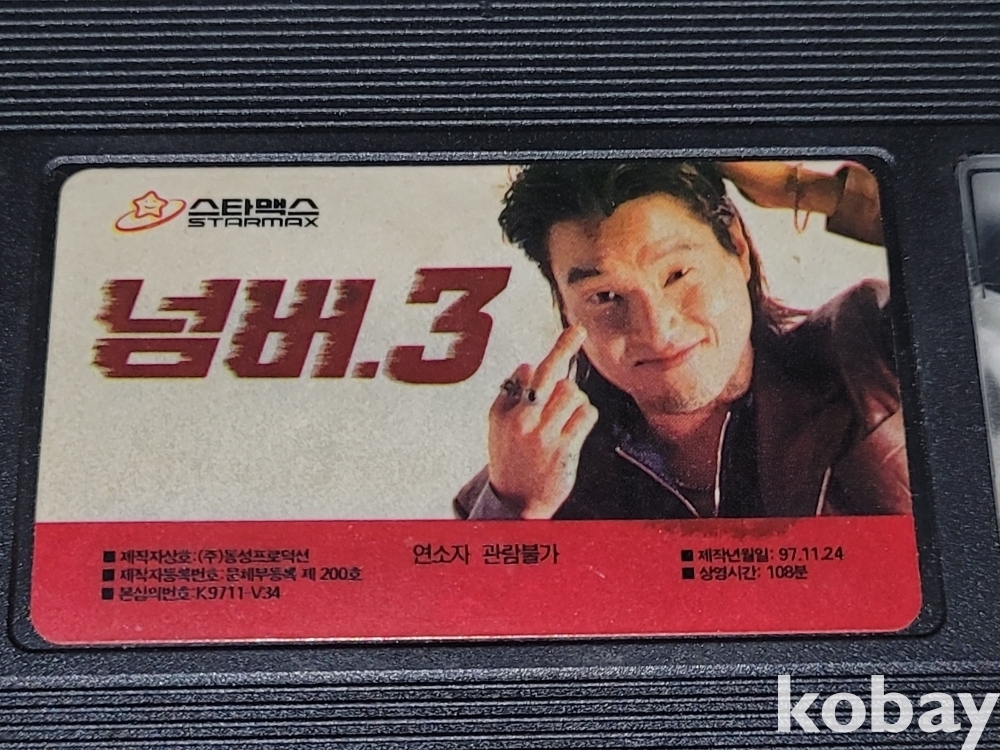 스타맥스
STARMAX
넘버.3
■ 제작자상호:(주)동성프로덕션
■ 제작자등록번호:문체부등록 제 200호
■ 본심의번호:K9711-V34
연소자 관람불가
■ 제작년월일: 97.11.24
■ 상영시간: 108분
kobay